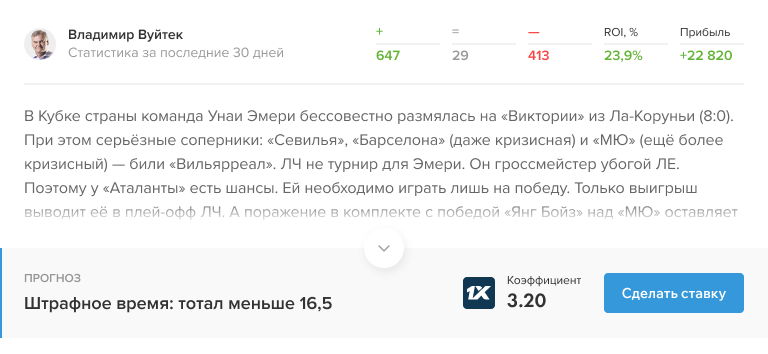 Владимир Вуйтек
Статистика за последние 30 дней
+ = — ROI, % Прибыль
647 29 413 23,9% +22 820
В Кубке страны команда Унаи Эмери бессовестно размялась на «Виктории» из Ла-Коруньи (8:0).
При этом серьёзные соперники: «Севилья», «Барселона» (даже кризисная) и «МЮ» (ещё более
кризисный) — били «Вильярреал». ЛЧ не турнир для Эмери. Он гроссмейстер убогой ЛЕ.
Поэтому у «Аталанты» есть шансы. Ей необходимо играть лишь на победу. Только выигрыш
выводит её в плей-офф ЛЧ. А поражение в комплекте с победой «Янг Бойз» над «МЮ» оставляет
ПРОГНОЗ
Штрафное время: тотал меньше 16,5
1X
Коэффициент
3.20
Сделать ставку